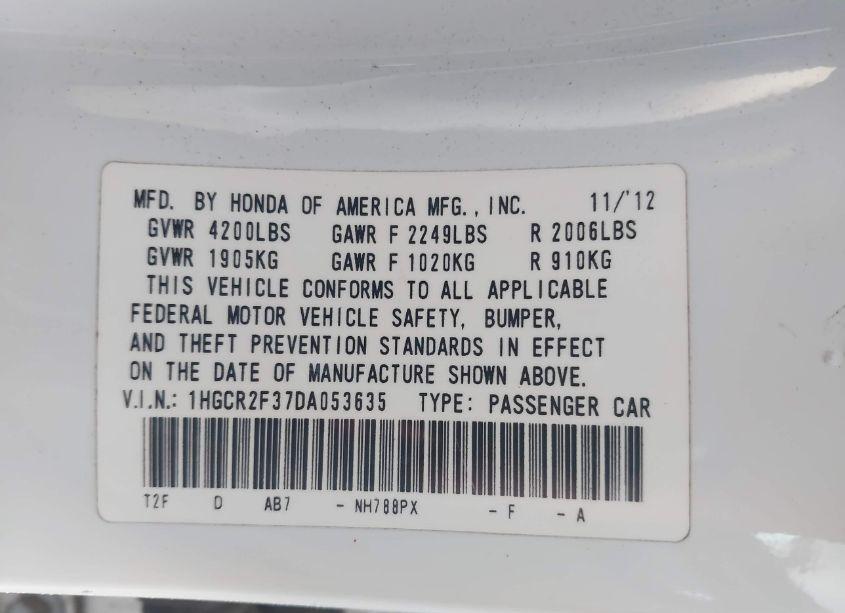 MFD. BY HONDA OF AMERICA MFG., INC. 11/'12
GVWR 4200LBS GAWR F 2249LBS R 2006LBS
GVWR 1905KG GAWR F 1020KG R 910KG
THIS VEHICLE CONFORMS TO ALL APPLICABLE
FEDERAL MOTOR VEHICLE SAFETY, BUMPER,
AND THEFT PREVENTION STANDARDS IN EFFECT
ON THE DATE OF MANUFACTURE SHOWN ABOVE.
V.I.N.: 1HGCR2F37DA053635 TYPE: PASSENGER CAR
T2F D AB7 - NH788PX - F - A